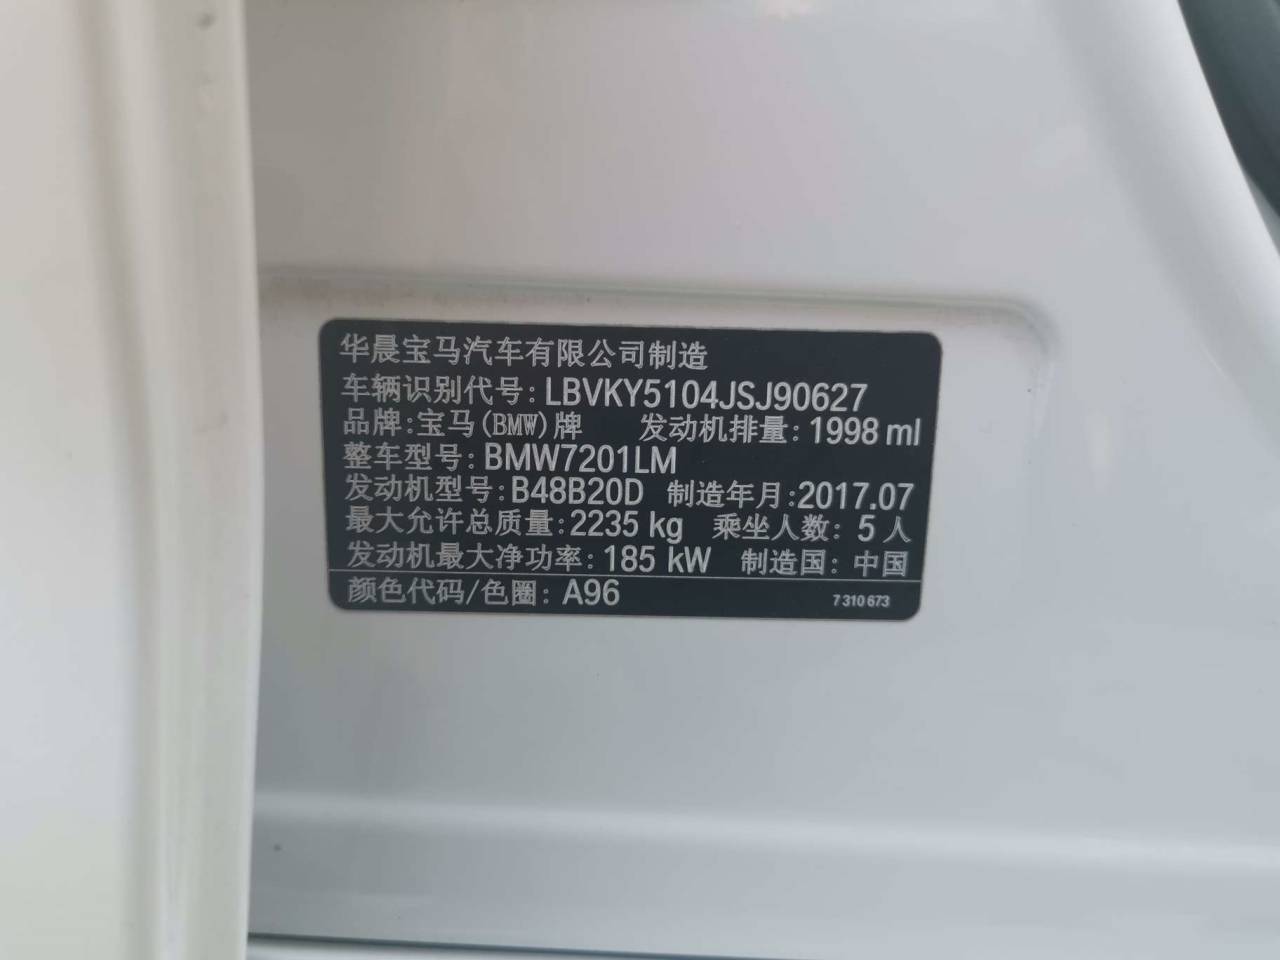 华晨宝马汽车有限公司制造
车辆识别代号: LBVKY5104JSJ90627
品牌:宝马(BMW)牌 发动机排量: 1998 ml
整车型号: BMW7201LM
发动机型号: B48B20D 制造年月:2017.07
最大允许总质量: 2235 kg 乘坐人数: 5 人
发动机最大净功率: 185 kW 制造国: 中国
颜色代码/色圈: A96 7 310 673